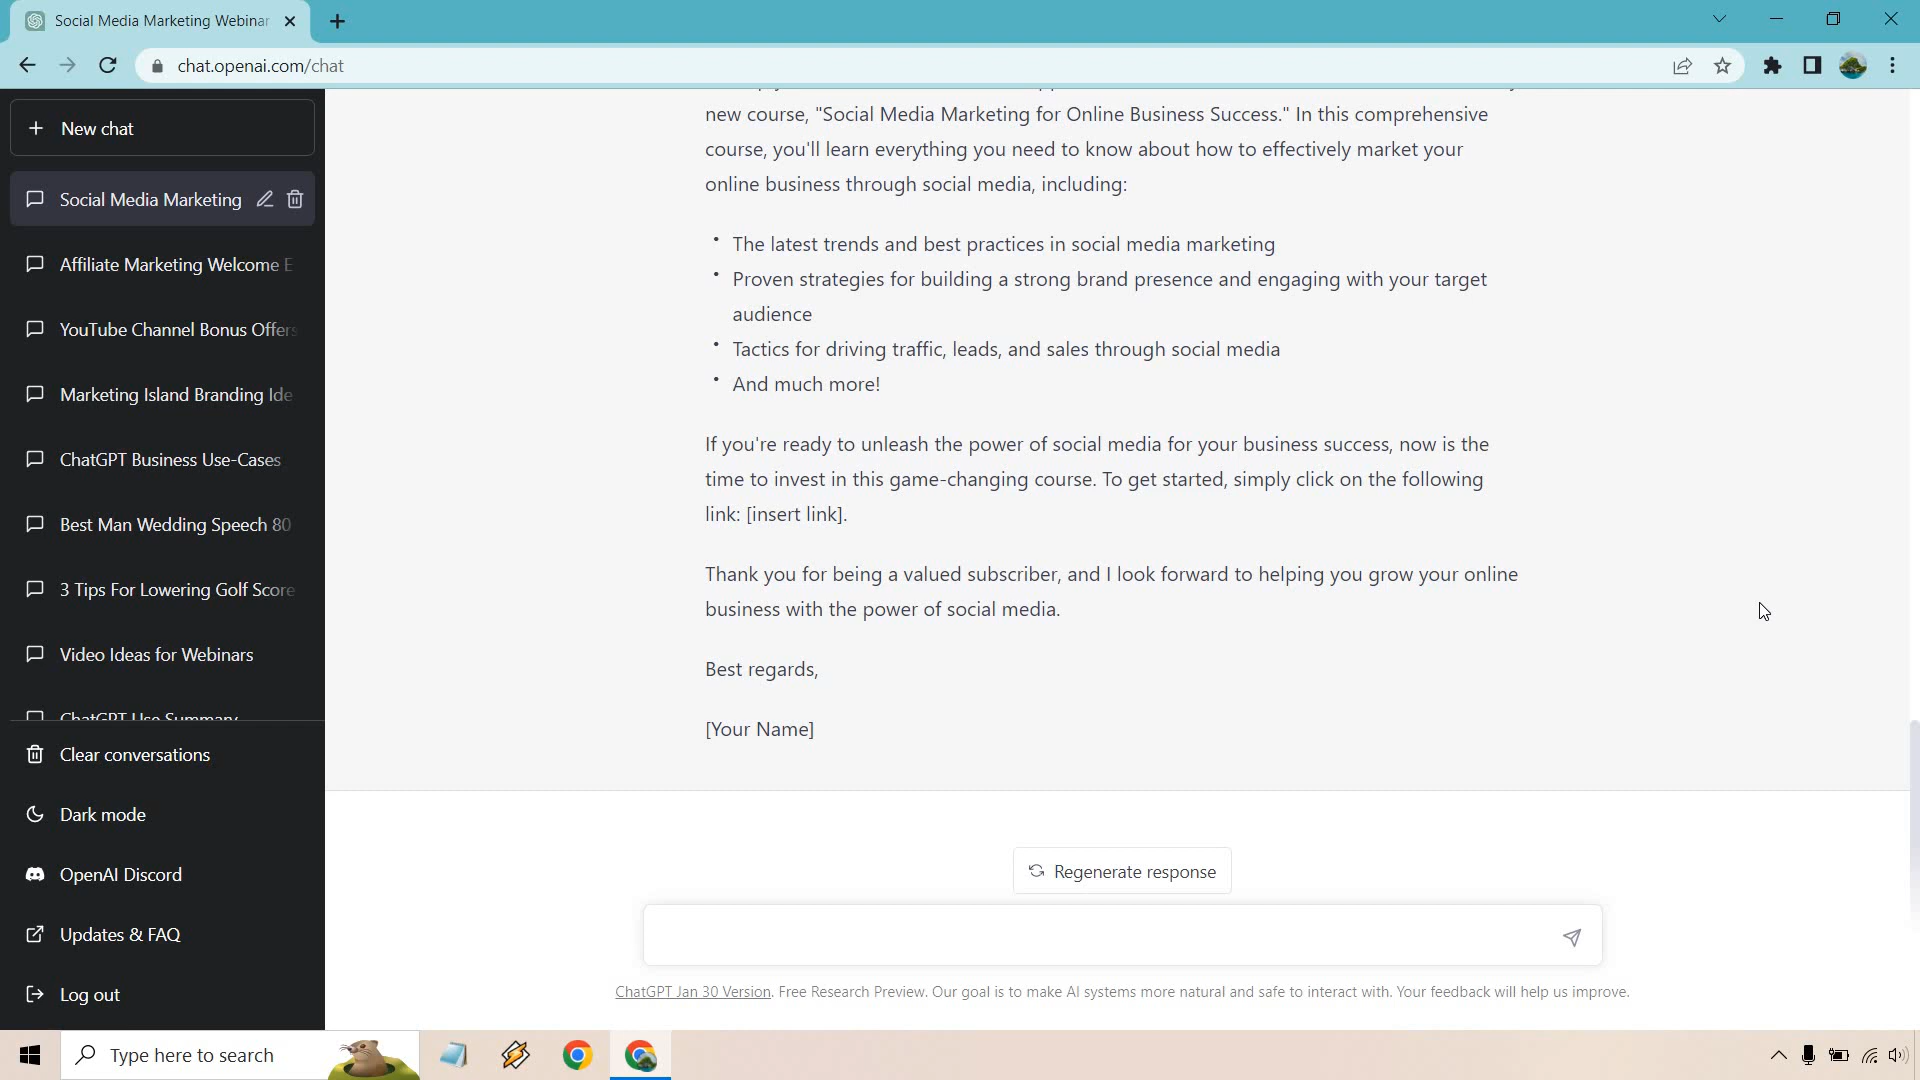 Social Media Marketing Webinar
chat.openai.com/chat
New chat
Social Media Marketing
Affiliate Marketing Welcome E
YouTube Channel Bonus Offers
Marketing Island Branding Ide
ChatGPT Business Use-Cases
Best Man Wedding Speech 80
3 Tips For Lowering Golf Score
Video Ideas for Webinars
ChatGPT Use Summary
Clear conversations
Dark mode
OpenAI Discord
Updates & FAQ
Log out
new course, "Social Media Marketing for Online Business Success." In this comprehensive
course, you'll learn everything you need to know about how to effectively market your
online business through social media, including:
• The latest trends and best practices in social media marketing
• Proven strategies for building a strong brand presence and engaging with your target
audience
• Tactics for driving traffic, leads, and sales through social media
• And much more!
If you're ready to unleash the power of social media for your business success, now is the
time to invest in this game-changing course. To get started, simply click on the following
link: [insert link].
Thank you for being a valued subscriber, and I look forward to helping you grow your online
business with the power of social media.
Best regards,
[Your Name]
Regenerate response
ChatGPT Jan 30 Version. Free Research Preview. Our goal is to make AI systems more natural and safe to interact with. Your feedback will help us improve.
Type here to search